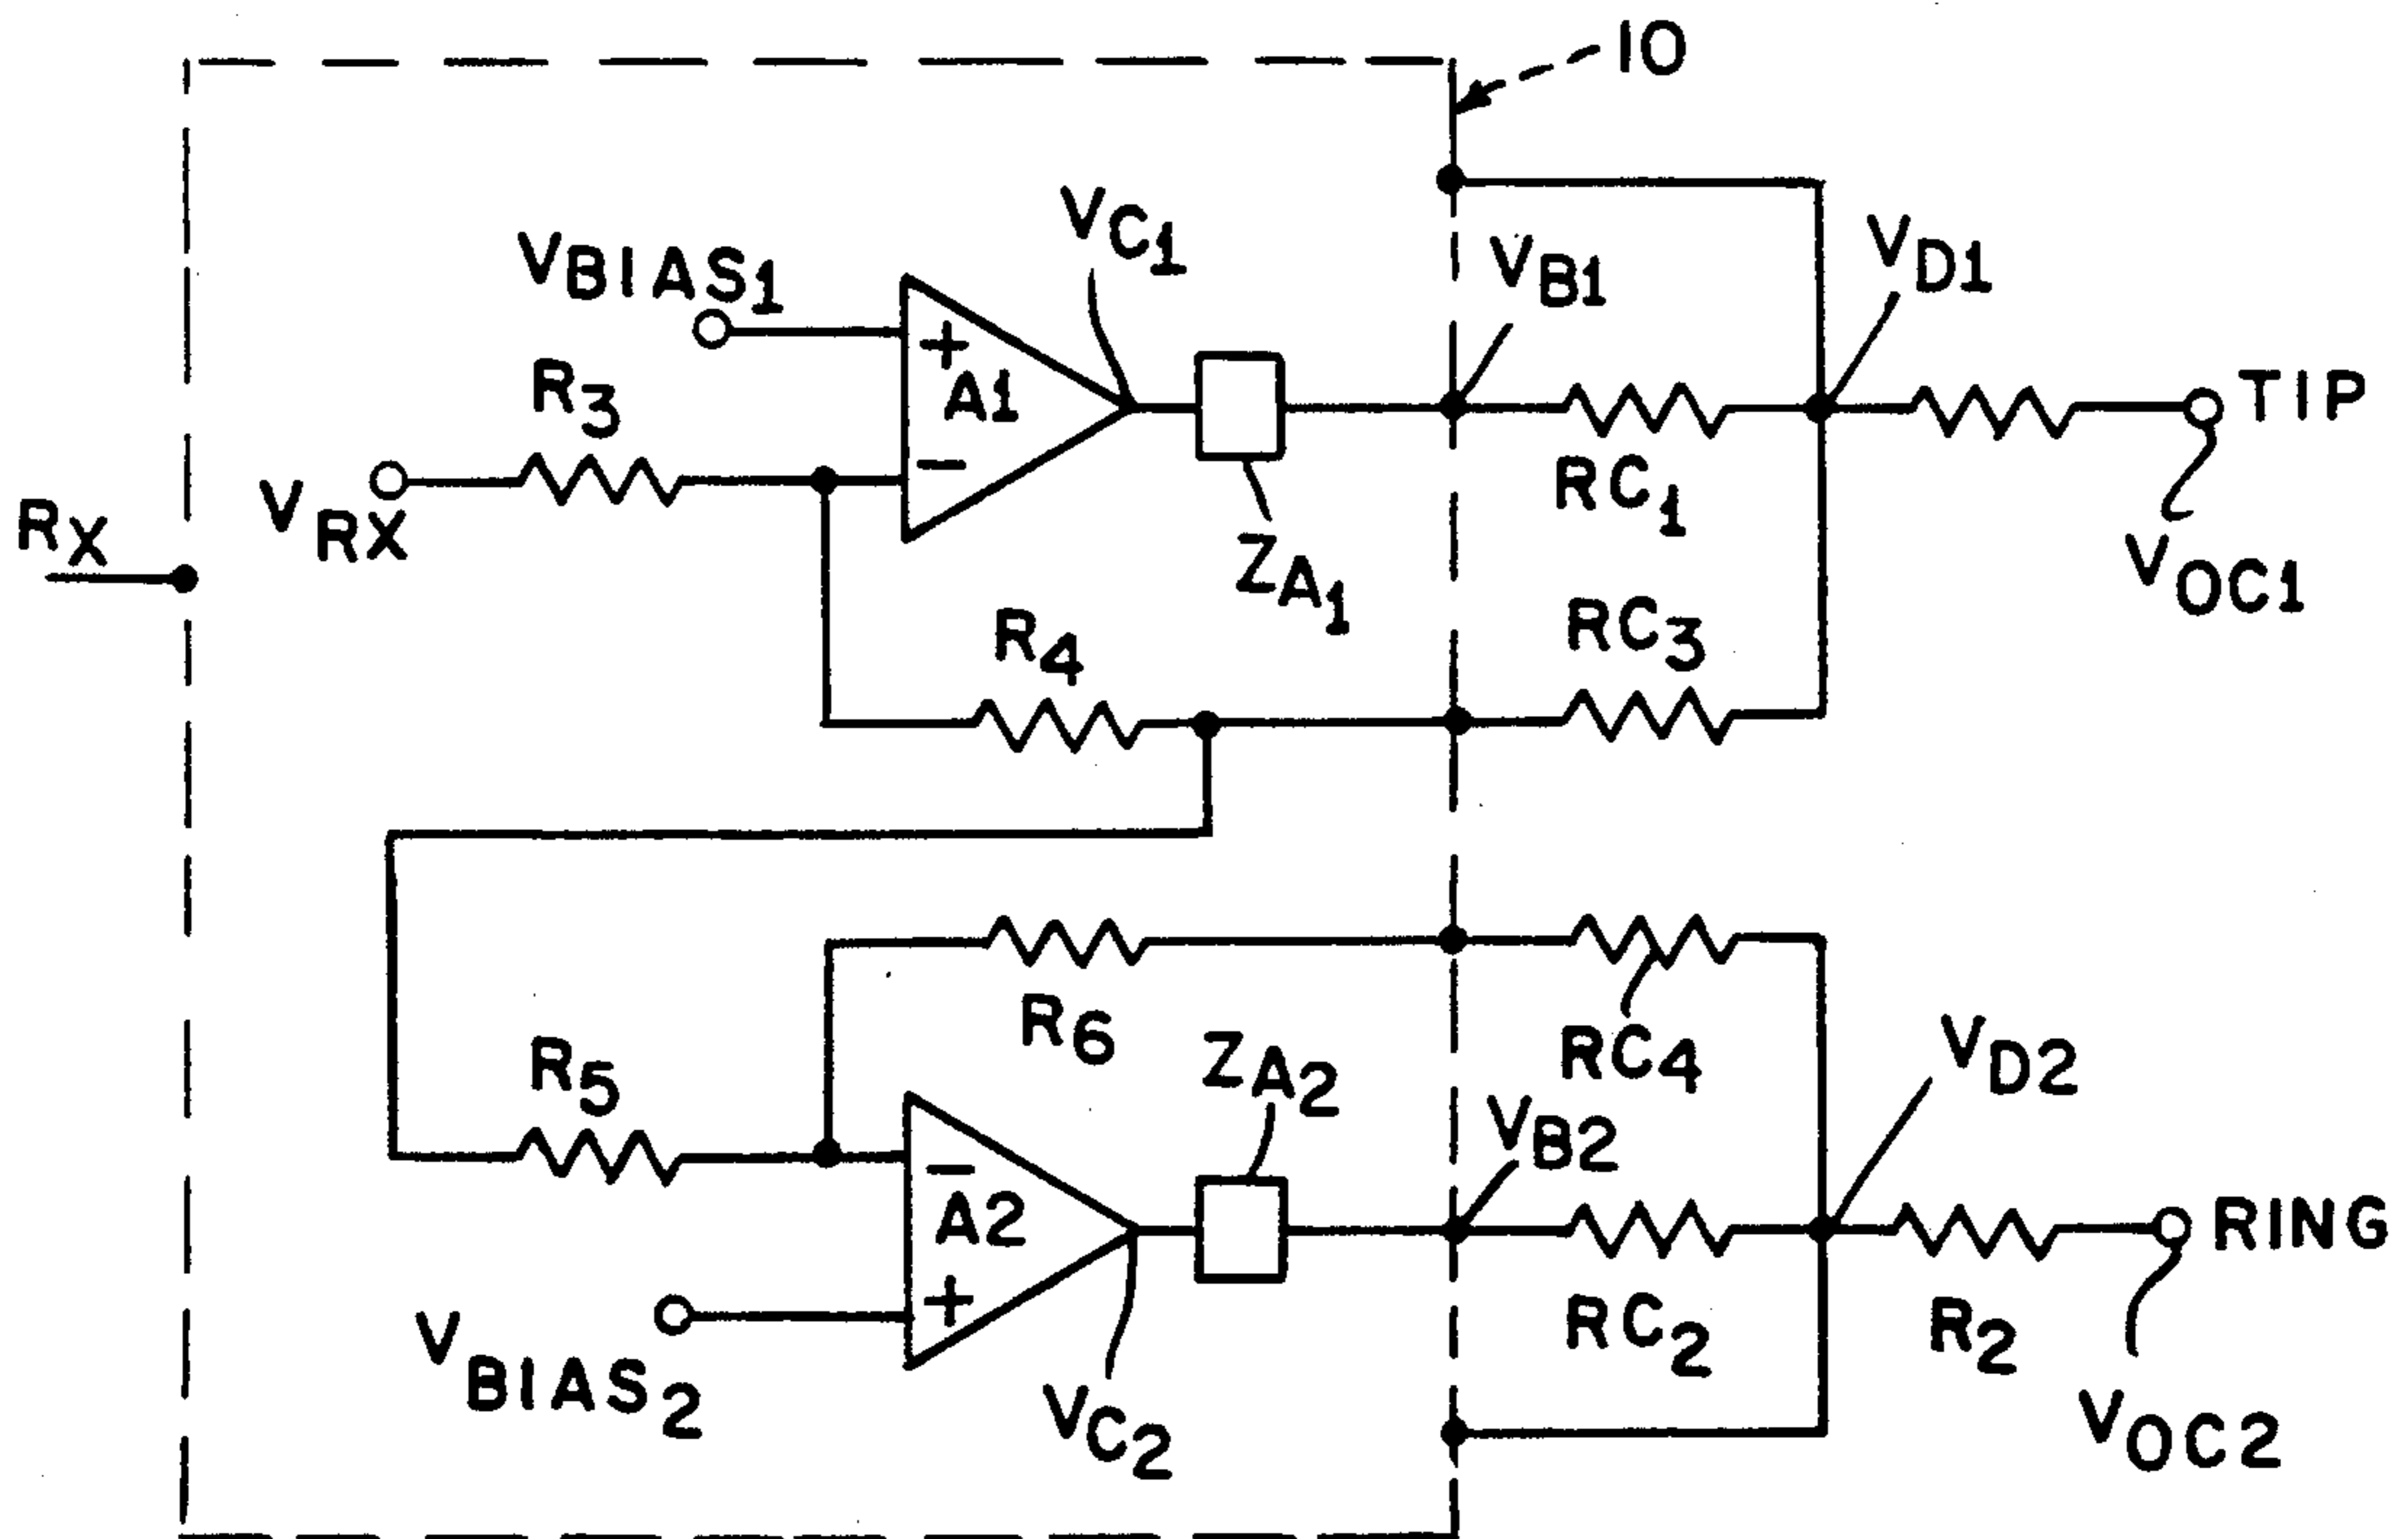 10
VC1
VBIAS1
VB1
VD1
R3
+
A1
−
TIP
RX
VRX
RC1
ZA1
VOC1
R4
RC3
R6
RC4
R5
ZA2
VD2
VB2
−
A2
+
RING
VBIAS2
VC2
RC2
R2
VOC2